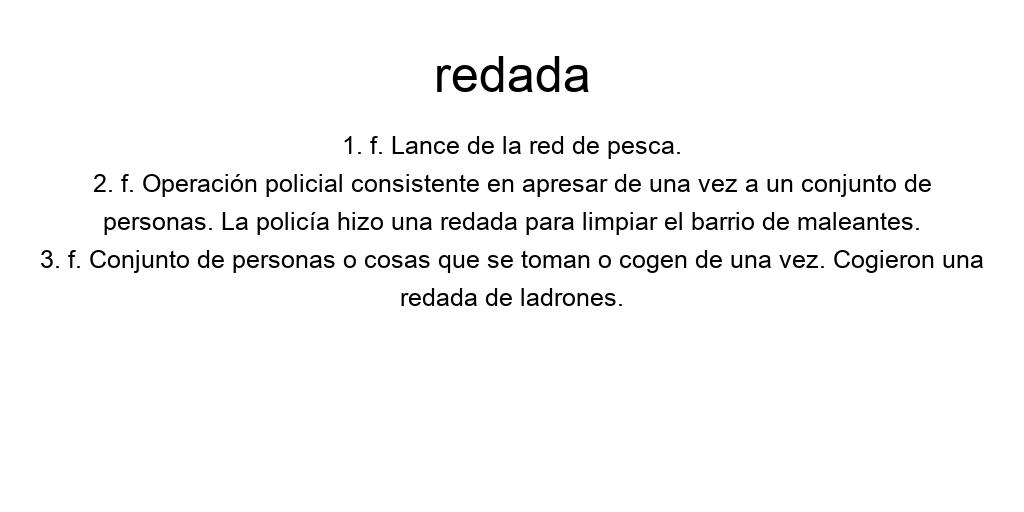 redada
1. f. Lance de la red de pesca.
2. f. Operación policial consistente en apresar de una vez a un conjunto de
personas. La policía hizo una redada para limpiar el barrio de maleantes.
3. f. Conjunto de personas o cosas que se toman o cogen de una vez. Cogieron una
redada de ladrones.